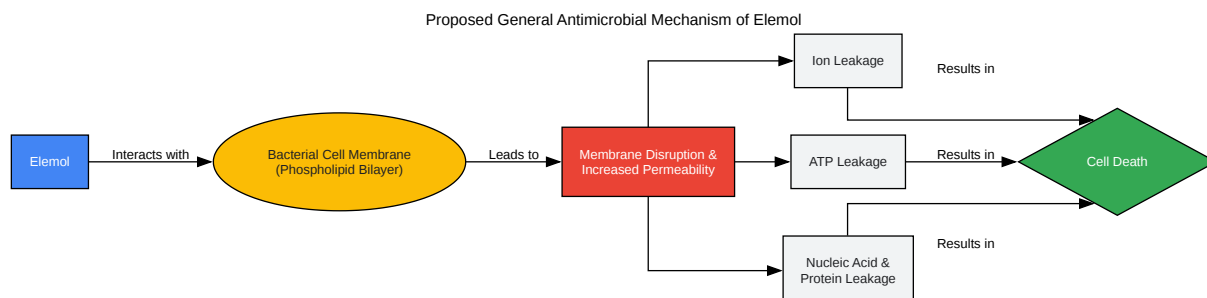 Proposed General Antimicrobial Mechanism of Elemol
Ion Leakage
Results in
Elemol
Interacts with
Bacterial Cell Membrane
(Phospholipid Bilayer)
Leads to
Membrane Disruption &
Increased Permeability
ATP Leakage
Results in
Cell Death
Nucleic Acid &
Protein Leakage
Results in